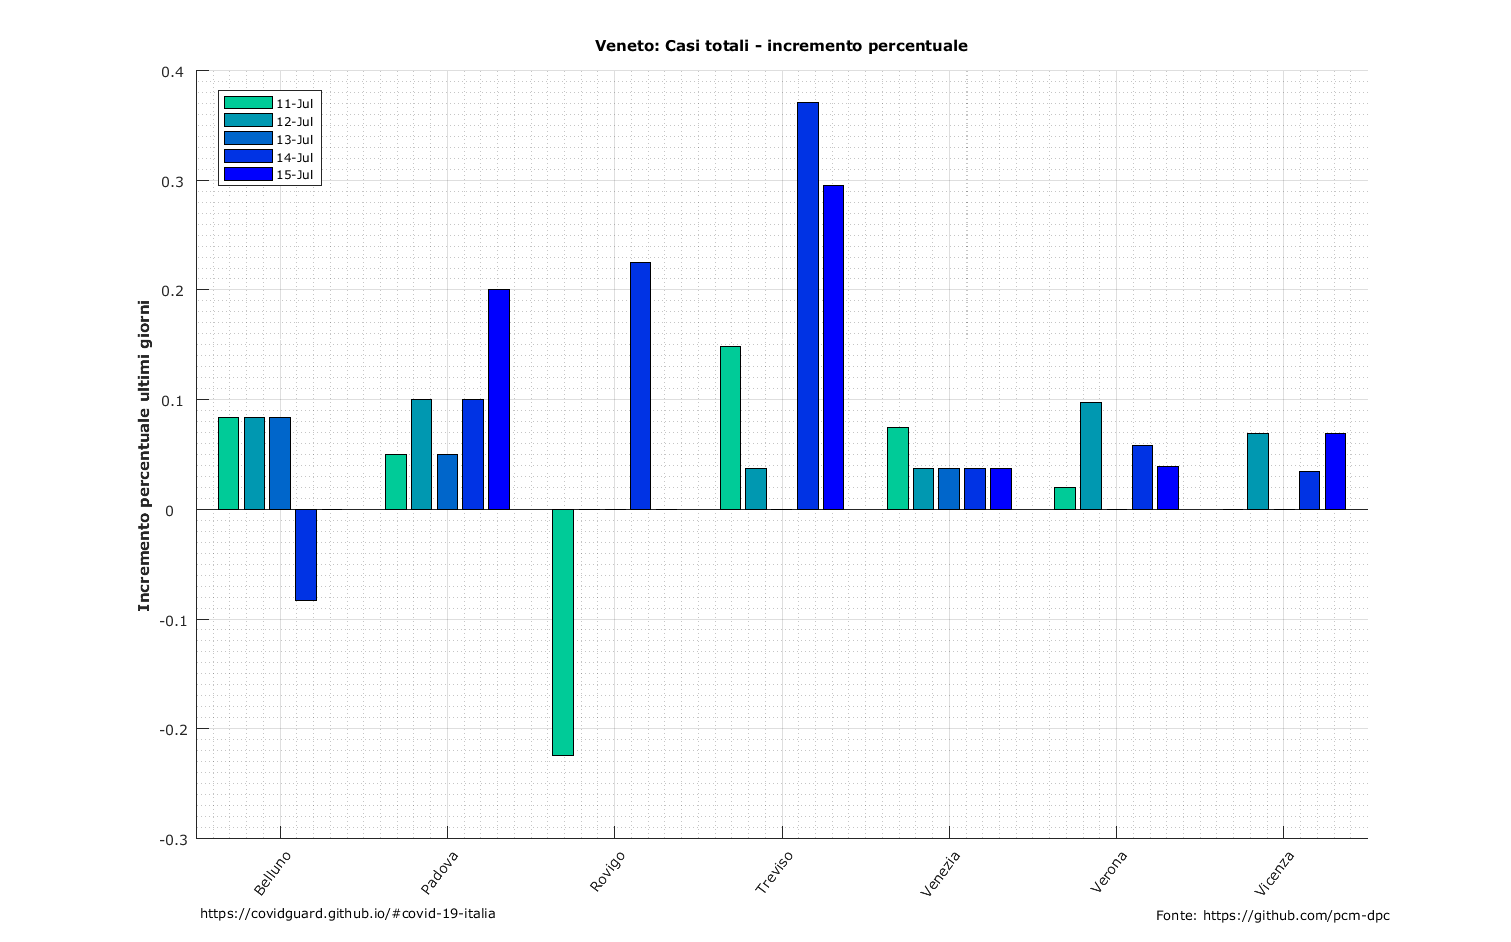 Veneto: Casi totali - incremento percentuale
Incremento percentuale ultimi giorni
0.4
0.3
0.2
0.1
0
-0.1
-0.2
-0.3
11-Jul
12-Jul
13-Jul
14-Jul
15-Jul
Belluno
Padova
Rovigo
Treviso
Venezia
Verona
Vicenza
https://covidguard.github.io/#covid-19-italia
Fonte: https://github.com/pcm-dpc